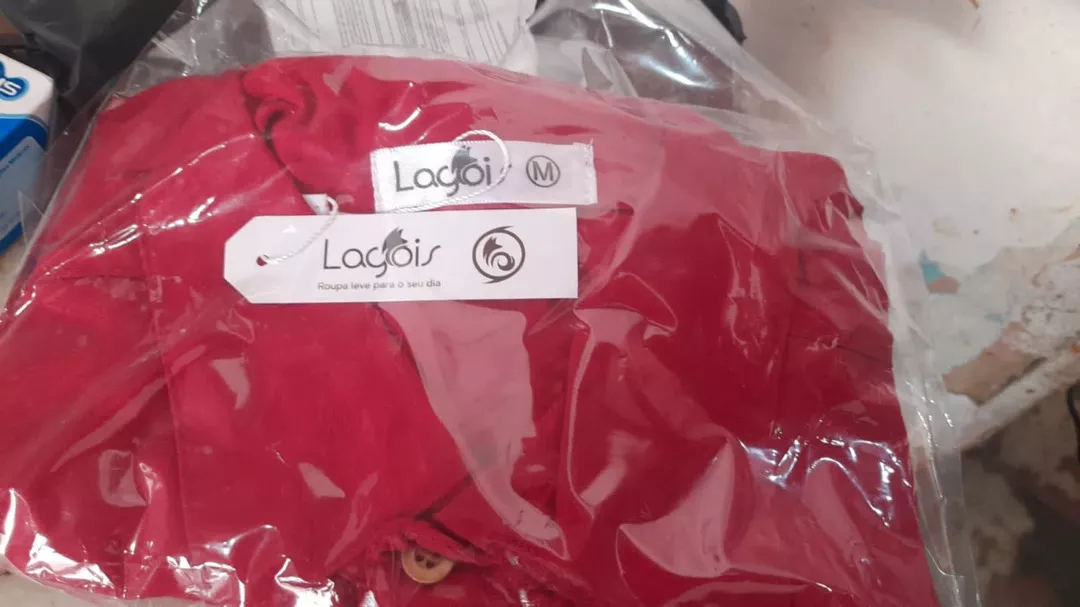 Lagois M
Lagois
Roupa leve para o seu dia